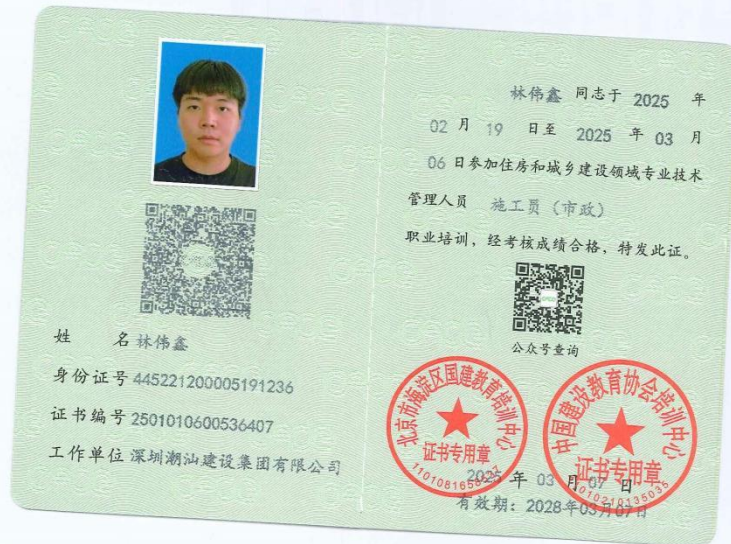 姓 名 林伟鑫
身份证号 445221200005191236
证书编号 2501010600536407
工作单位 深圳潮汕建设集团有限公司
林伟鑫 同志于 2025 年
02 月 19 日至 2025 年 03 月
06 日参加住房和城乡建设领域专业技术
管理人员 施工员（市政）
职业培训，经考核成绩合格，特发此证。
公众号查询
北京市海淀区国建教育培训中心
证书专用章
中国建设教育协会培训中心
证书专用章
2025 年 03 月 07 日
有效期：2028年03月07日